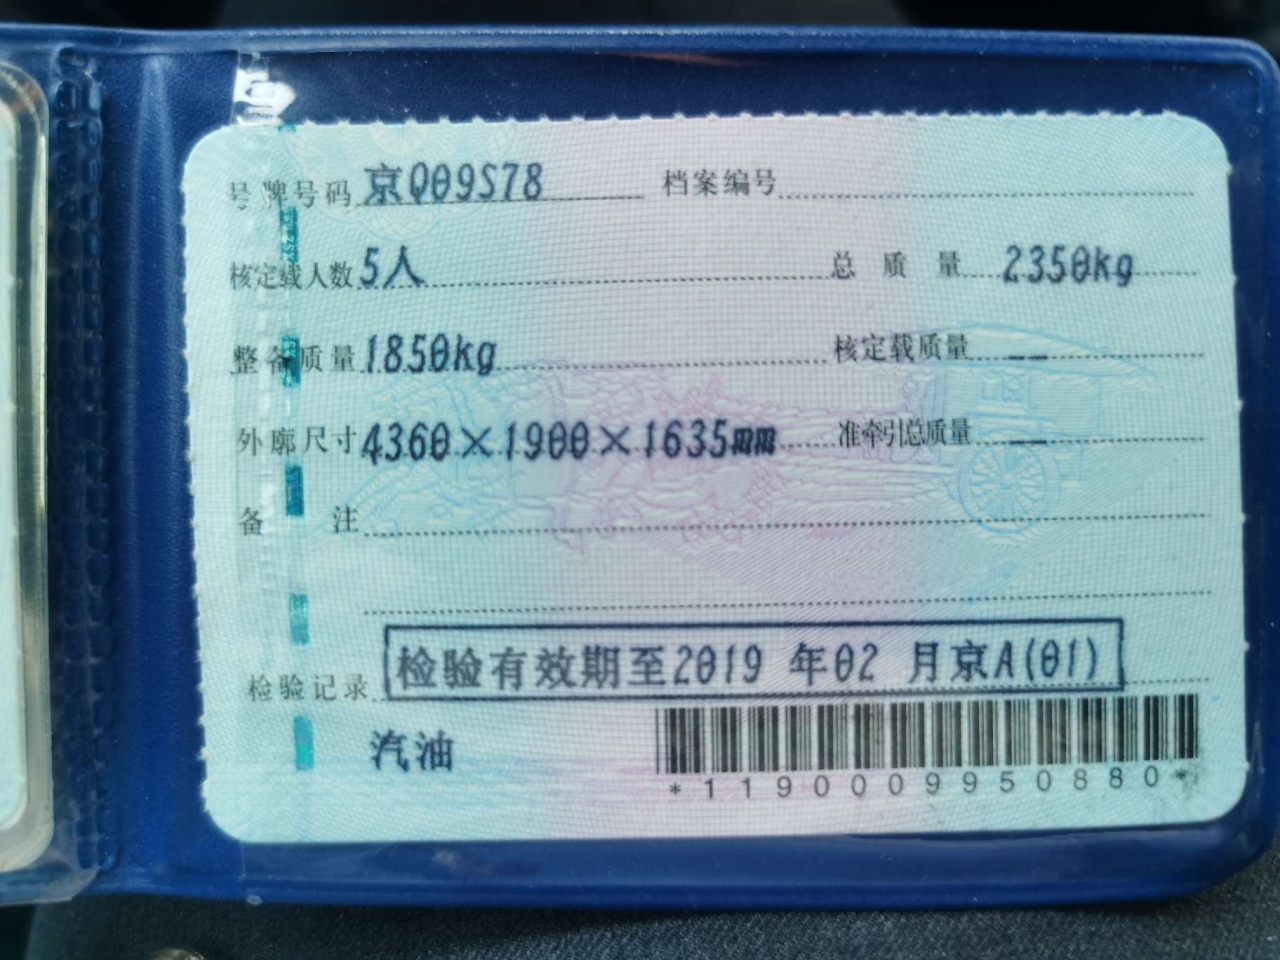 号牌号码 京Q09S78 档案编号
核定载人数 5人 总质量 2350kg
整备质量 1850kg 核定载质量 --
外廓尺寸 4360×1900×1635mm 准牵引总质量 --
备注
检验记录 检验有效期至2019 年02 月京A(01)
汽油
*1190009950880*